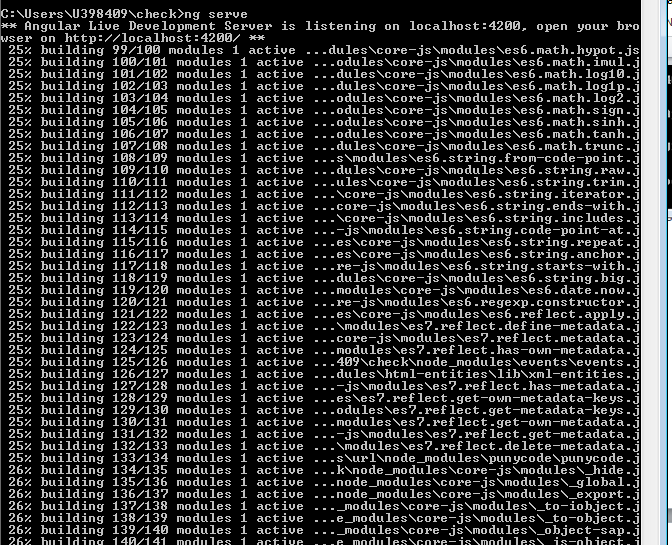 C:\Users\U398409\check>ng serve
** Angular Live Development Server is listening on localhost:4200, open your bro
wser on http://localhost:4200/ **
25% building 99/100 modules 1 active ...dules\core-js\modules\es6.math.hypot.js
25% building 100/101 modules 1 active ...odules\core-js\modules\es6.math.imul.j
25% building 101/102 modules 1 active ...dules\core-js\modules\es6.math.log10.j
25% building 102/103 modules 1 active ...dules\core-js\modules\es6.math.log1p.j
25% building 103/104 modules 1 active ...odules\core-js\modules\es6.math.log2.j
25% building 104/105 modules 1 active ...odules\core-js\modules\es6.math.sign.j
25% building 105/106 modules 1 active ...odules\core-js\modules\es6.math.sinh.j
25% building 106/107 modules 1 active ...odules\core-js\modules\es6.math.tanh.j
25% building 107/108 modules 1 active ...dules\core-js\modules\es6.math.trunc.j
25% building 108/109 modules 1 active ...s\modules\es6.string.from-code-point.j
25% building 109/110 modules 1 active ...dules\core-js\modules\es6.string.raw.j
25% building 110/111 modules 1 active ...ules\core-js\modules\es6.string.trim.j
25% building 111/112 modules 1 active ...\core-js\modules\es6.string.iterator.j
25% building 112/113 modules 1 active ...core-js\modules\es6.string.ends-with.j
25% building 113/114 modules 1 active ...\core-js\modules\es6.string.includes.j
25% building 114/115 modules 1 active ...-js\modules\es6.string.code-point-at.j
25% building 115/116 modules 1 active ...es\core-js\modules\es6.string.repeat.j
25% building 116/117 modules 1 active ...es\core-js\modules\es6.string.anchor.j
25% building 117/118 modules 1 active ...re-js\modules\es6.string.starts-with.j
25% building 118/119 modules 1 active ...dules\core-js\modules\es6.string.big.j
25% building 119/120 modules 1 active ...odules\core-js\modules\es6.date.now.j
25% building 120/121 modules 1 active ...re-js\modules\es6.regexp.constructor.j
25% building 121/122 modules 1 active ...es\core-js\modules\es6.reflect.apply.j
25% building 122/123 modules 1 active ...\modules\es7.reflect.define-metadata.j
25% building 123/124 modules 1 active ...core-js\modules\es7.reflect.metadata.j
25% building 124/125 modules 1 active ...modules\es7.reflect.has-own-metadata.j
25% building 125/126 modules 1 active ...409\check\node_modules\events\events.j
25% building 126/127 modules 1 active ...dules\html-entities\lib\xml-entities.j
25% building 127/128 modules 1 active ...-js\modules\es7.reflect.has-metadata.j
25% building 128/129 modules 1 active ...es\es7.reflect.get-own-metadata-keys.j
25% building 129/130 modules 1 active ...odules\es7.reflect.get-metadata-keys.j
25% building 130/131 modules 1 active ...modules\es7.reflect.get-own-metadata.j
25% building 131/132 modules 1 active ...-js\modules\es7.reflect.get-metadata.j
25% building 132/133 modules 1 active ...\modules\es7.reflect.delete-metadata.j
25% building 133/134 modules 1 active ...s\url\node_modules\punycode\punycode.j
26% building 134/135 modules 1 active ...k\node_modules\core-js\modules\_hide.j
26% building 135/136 modules 1 active ...node_modules\core-js\modules\_global.j
26% building 136/137 modules 1 active ...node_modules\core-js\modules\_export.j
26% building 137/138 modules 1 active ..._modules\core-js\modules\_to-iobject.j
26% building 138/139 modules 1 active ...e_modules\core-js\modules\_to-object.j
26% building 139/140 modules 1 active ..._modules\core-js\modules\_object-sap.j
26% building 140/141 modules 1 active ...e_modules\core-js\modules\_is-object.j